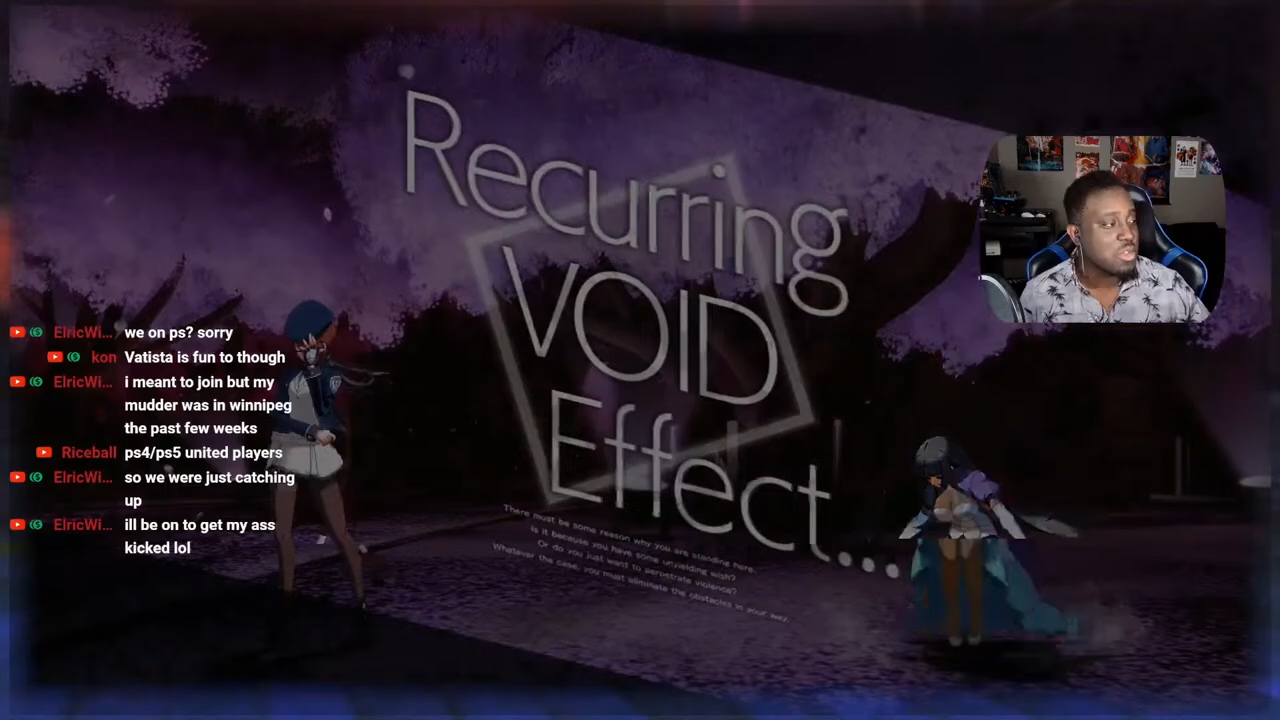 Recurring
VOID
Effect...
There must be some reason why you are standing here.
Is it because you have some unyielding wish?
Or do you just want to perpetrate violence?
Whatever the case, you must eliminate the obstacles in your way.
ElricWi... we on ps? sorry
kon Vatista is fun to though
ElricWi... i meant to join but my
mudder was in winnipeg
the past few weeks
Riceball ps4/ps5 united players
ElricWi... so we were just catching
up
ElricWi... ill be on to get my ass
kicked lol